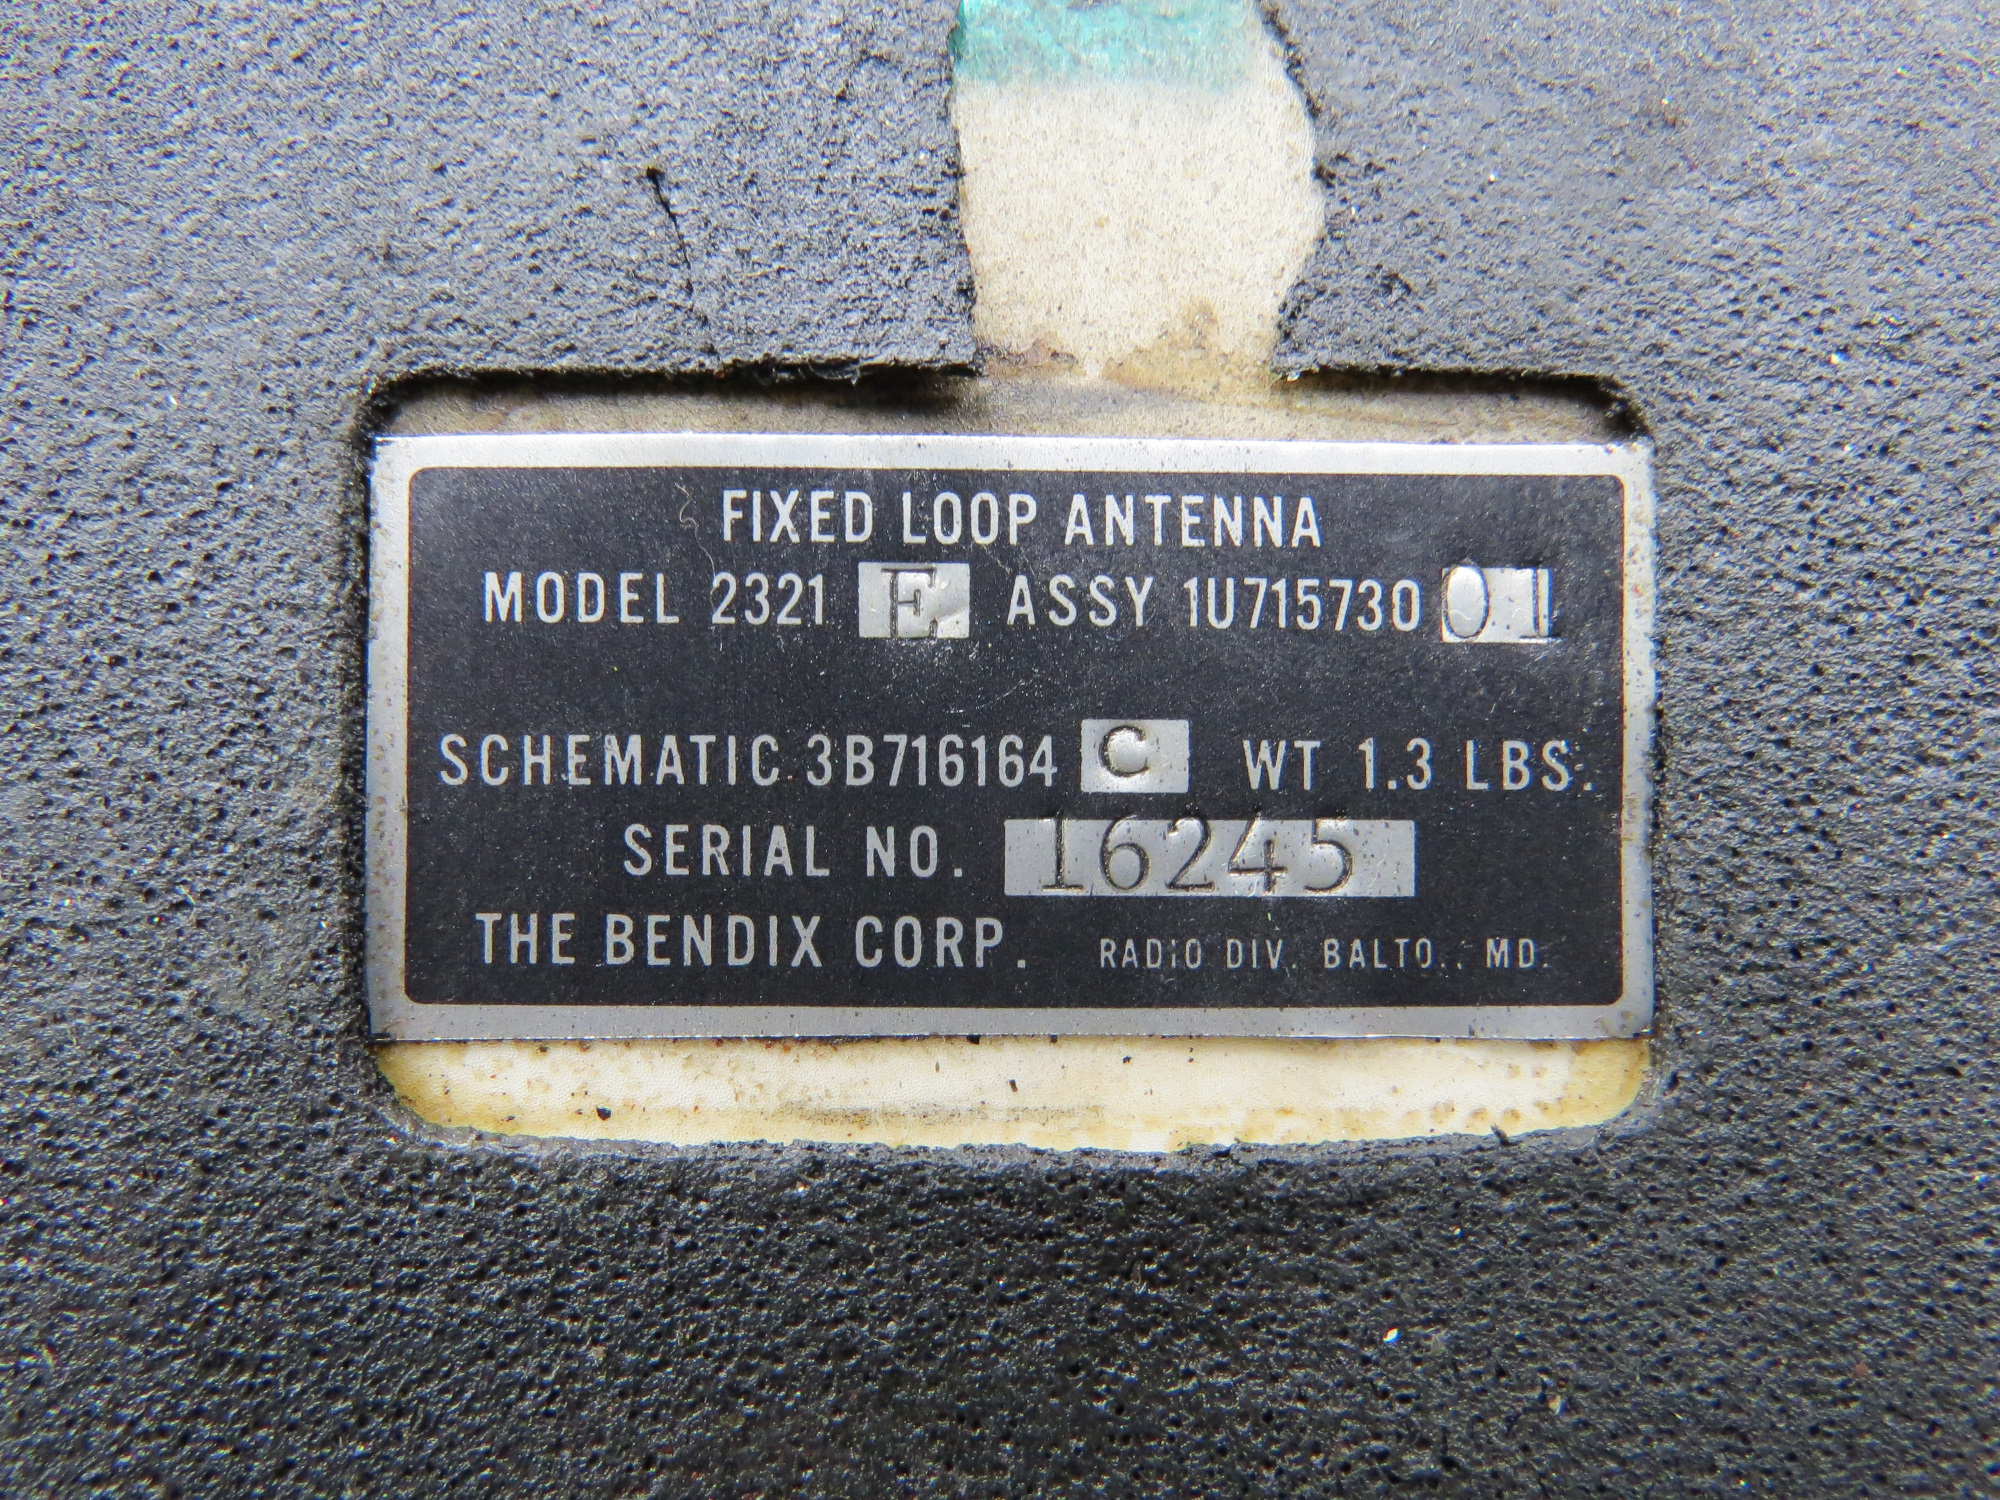 FIXED LOOP ANTENNA
MODEL 2321 E ASSY 1U715730 01
SCHEMATIC 3B716164 C WT 1.3 LBS.
SERIAL NO. 16245
THE BENDIX CORP. RADIO DIV. BALTO., MD.